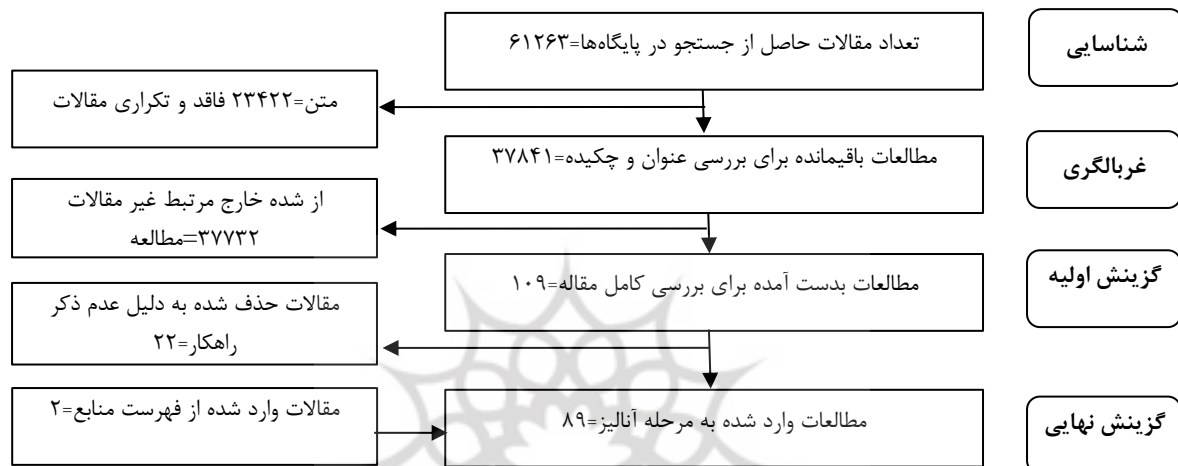 شناسایی
تعداد مقالات حاصل از جستجو در پایگاه‌ها=۶۱۲۶۳
متن=۲۳۴۲۲ فاقد و تکراری مقالات
غربالگری
مطالعات باقیمانده برای بررسی عنوان و چکیده=۳۷۸۴۱
از شده خارج مرتبط غیر مقالات
مطالعه=۳۷۷۳۲
گزینش اولیه
مطالعات بدست آمده برای بررسی کامل مقاله=۱۰۹
مقالات حذف شده به دلیل عدم ذکر
راهکار=۲۲
گزینش نهایی
مطالعات وارد شده به مرحله آنالیز=۸۹
مقالات وارد شده از فهرست منابع=۲